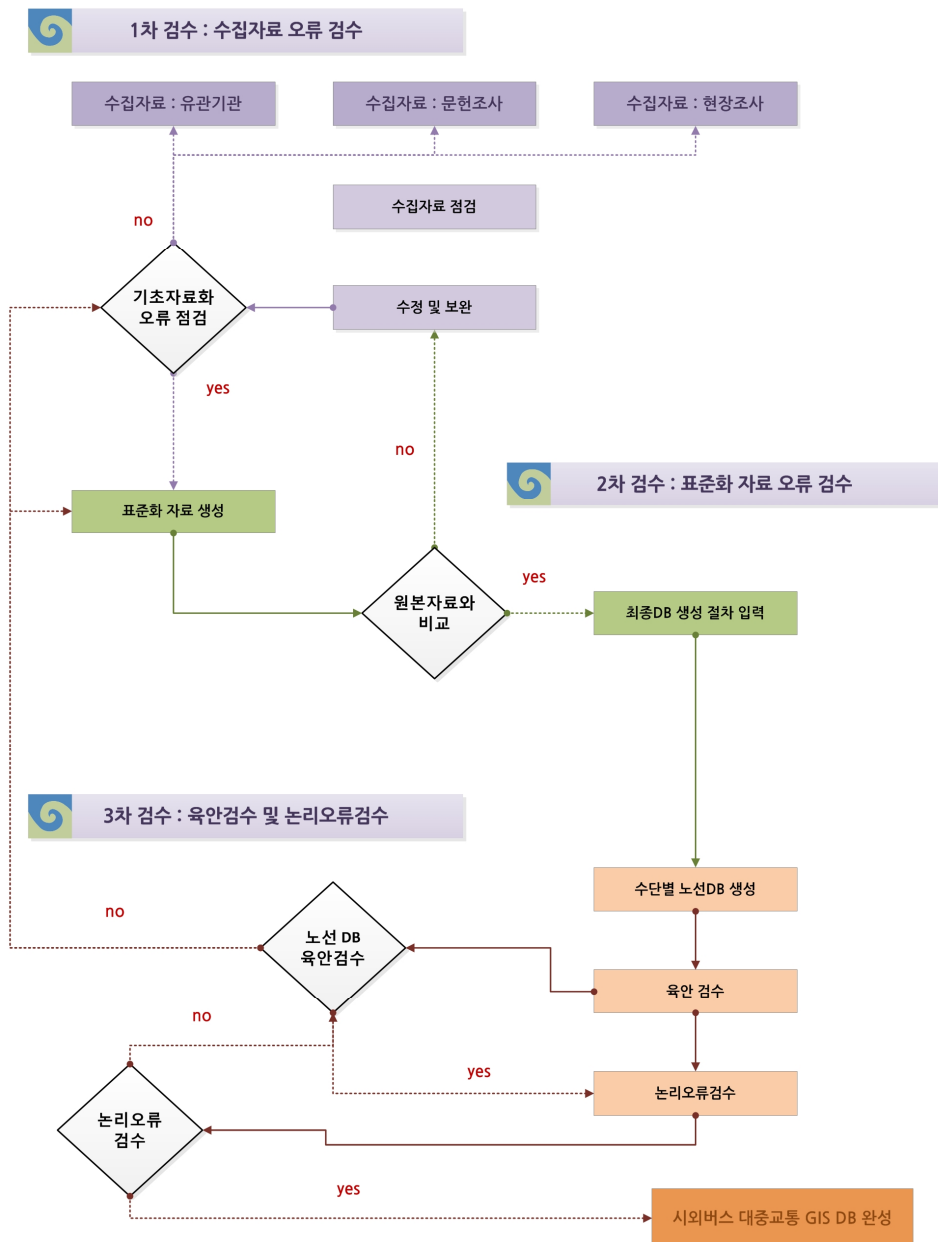 1차 검수 : 수집자료 오류 검수
수집자료 : 유관기관
수집자료 : 문헌조사
수집자료 : 현장조사
수집자료 점검
no
기초자료화
오류 점검
수정 및 보완
yes
no
2차 검수 : 표준화 자료 오류 검수
표준화 자료 생성
yes
원본자료와
비교
최종DB 생성 절차 입력
3차 검수 : 육안검수 및 논리오류검수
수단별 노선DB 생성
no
노선 DB
육안검수
육안 검수
no
yes
논리오류검수
논리오류
검수
yes
시외버스 대중교통 GIS DB 완성